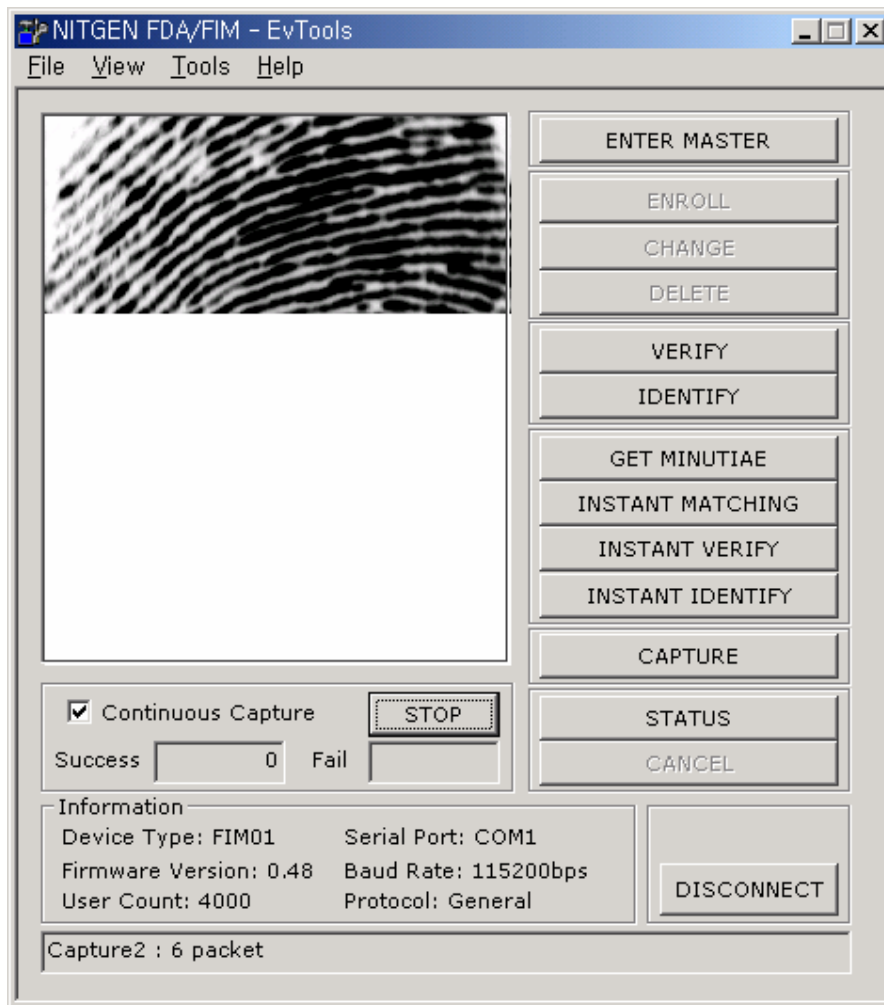 NITGEN FDA/FIM - EvTools
File View Tools Help
ENTER MASTER
ENROLL
CHANGE
DELETE
VERIFY
IDENTIFY
GET MINUTIAE
INSTANT MATCHING
INSTANT VERIFY
INSTANT IDENTIFY
CAPTURE
Continuous Capture STOP
Success 0 Fail
STATUS
CANCEL
Information
Device Type: FIM01 Serial Port: COM1
Firmware Version: 0.48 Baud Rate: 115200bps
User Count: 4000 Protocol: General
DISCONNECT
Capture2 : 6 packet